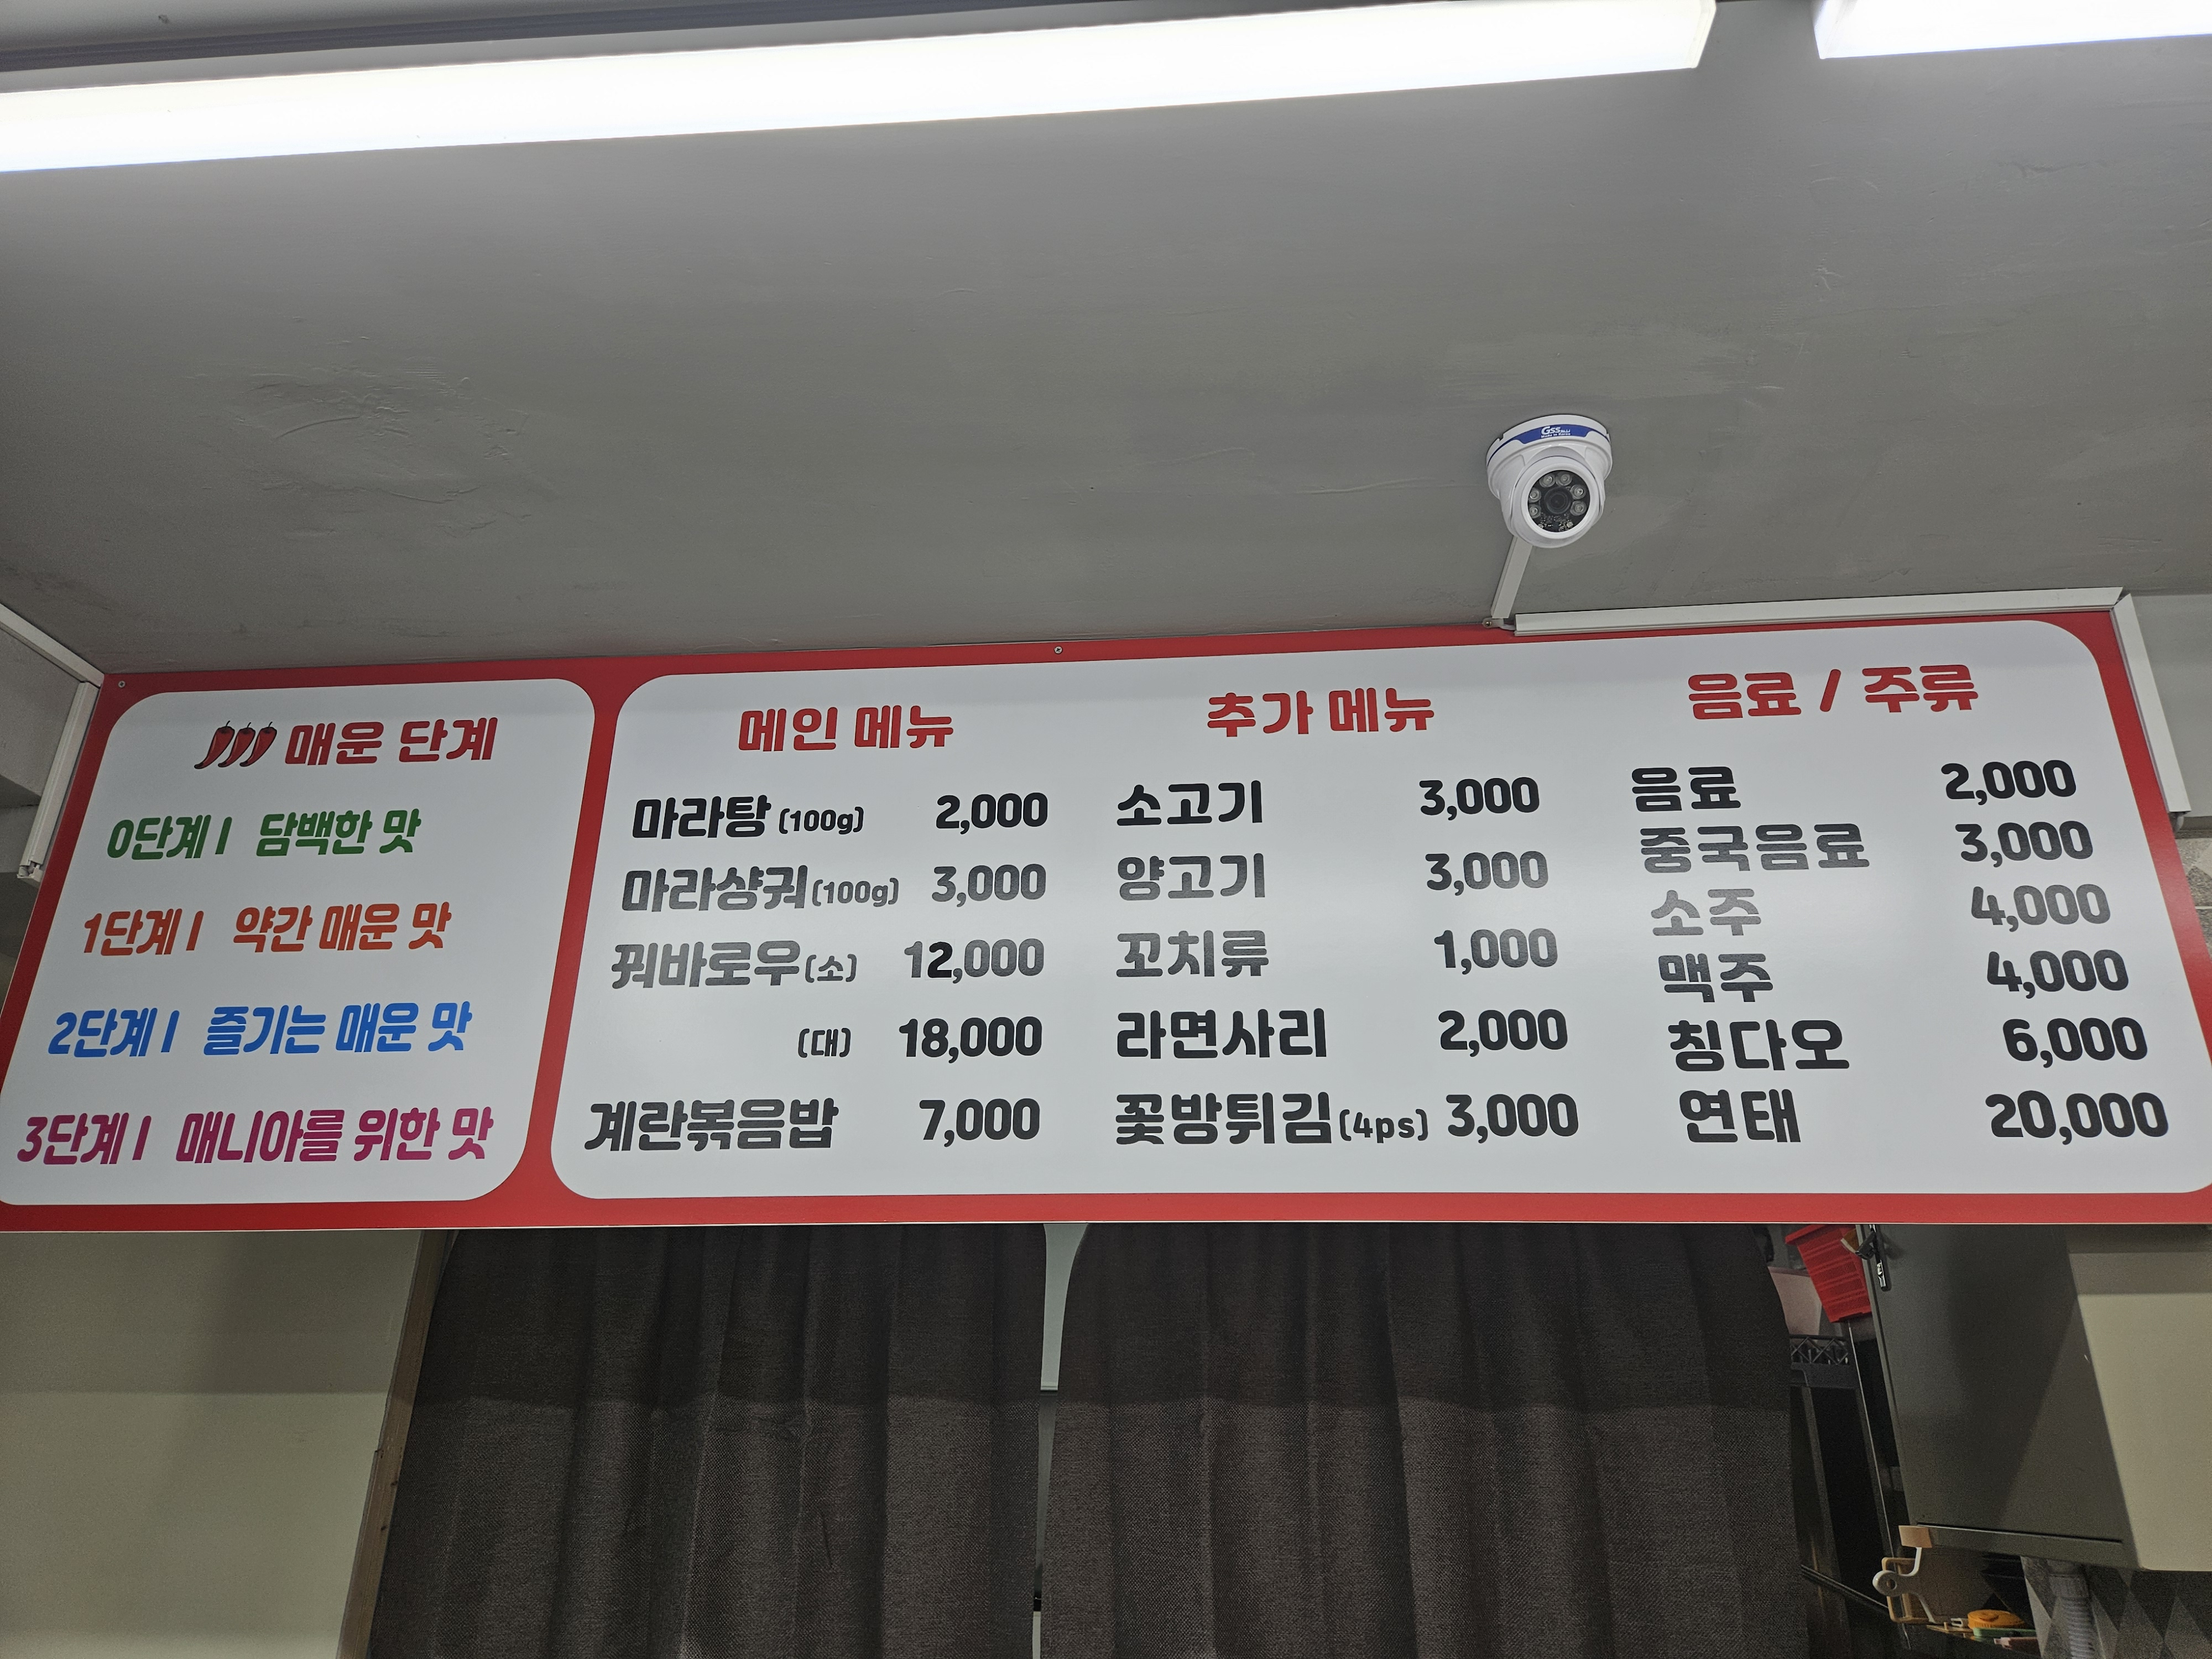 GSS
매운 단계
0단계 | 담백한 맛
1단계 | 약간 매운 맛
2단계 | 즐기는 매운 맛
3단계 | 매니아를 위한 맛
메인 메뉴
마라탕 (100g) 2,000
마라샹궈 (100g) 3,000
꿔바로우 (소) 12,000
(대) 18,000
계란볶음밥 7,000
추가 메뉴
소고기 3,000
양고기 3,000
꼬치류 1,000
라면사리 2,000
꽃방튀김 (4ps) 3,000
음료 / 주류
음료 2,000
중국음료 3,000
소주 4,000
맥주 4,000
칭다오 6,000
연태 20,000